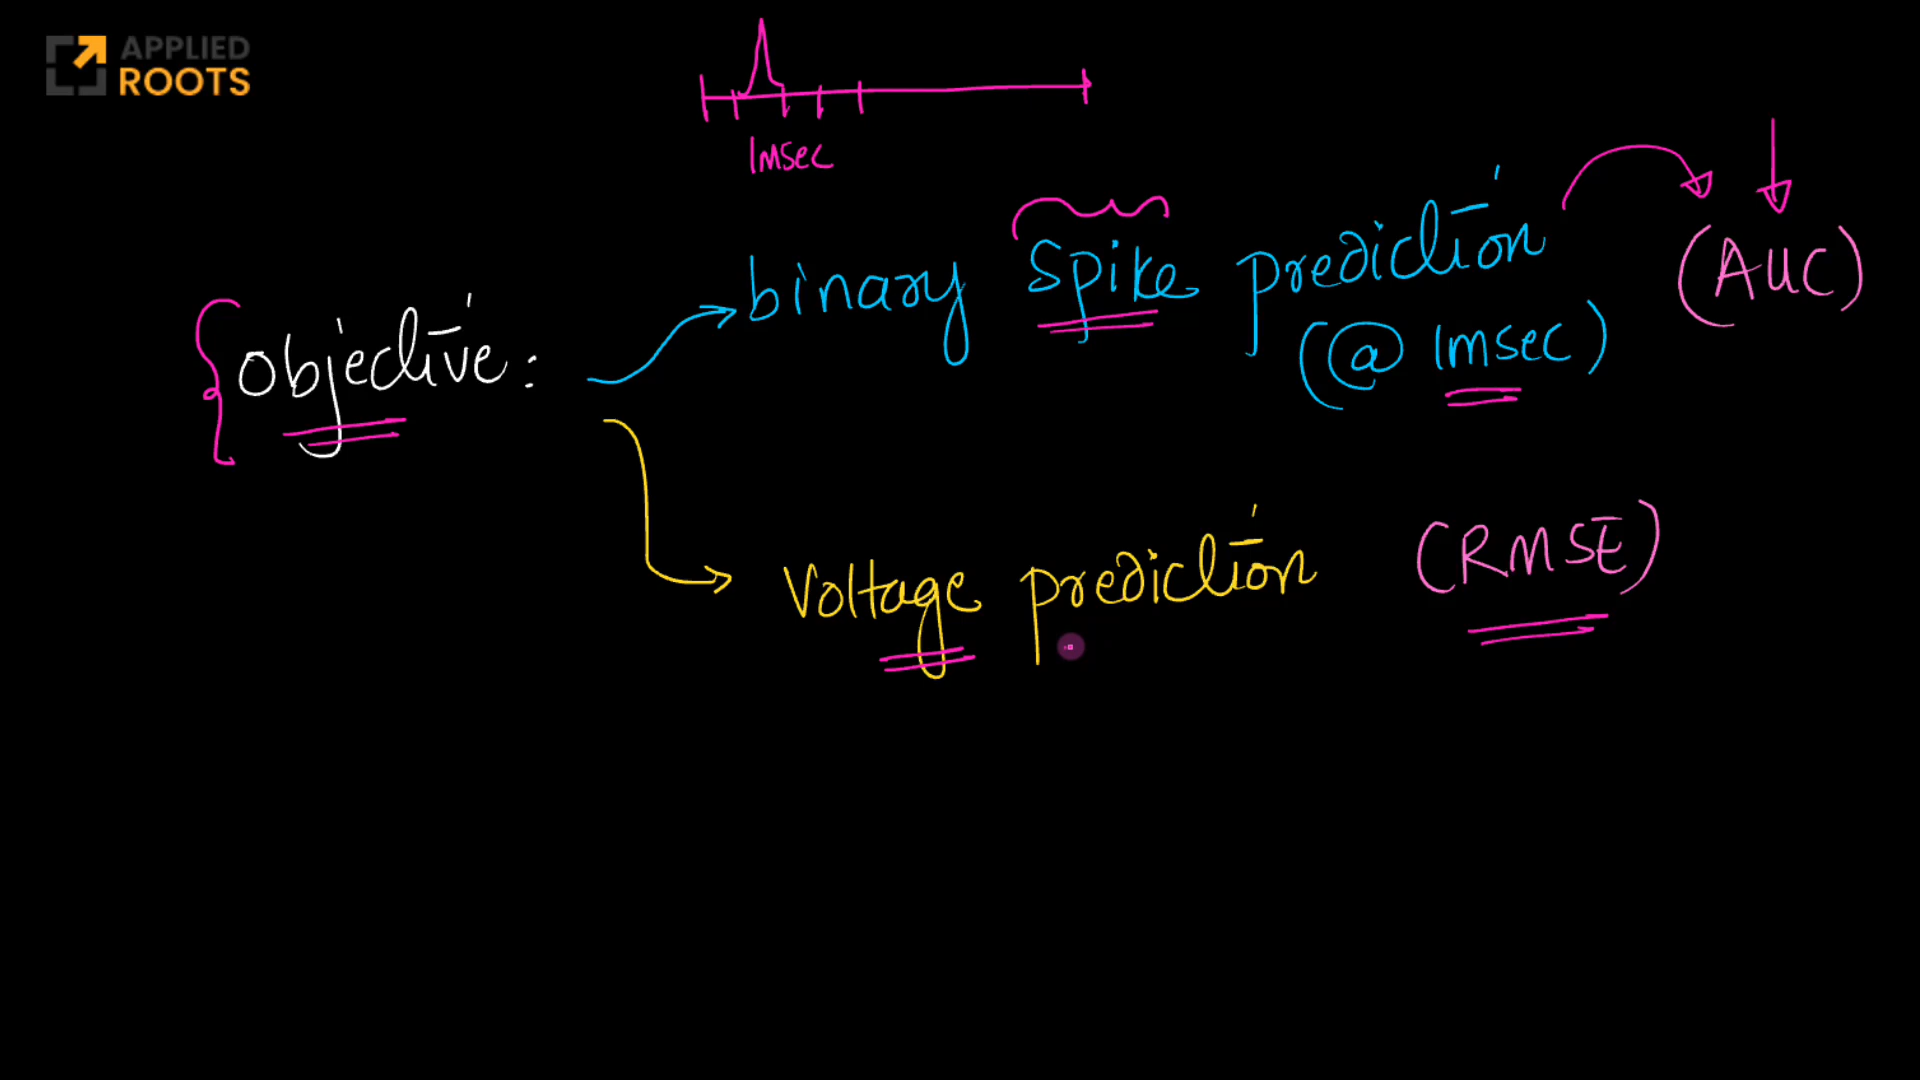 APPLIED
ROOTS
1msec
binary spike prediction (AUC)
(@ 1msec)
objective:
Voltage prediction (RMSE)